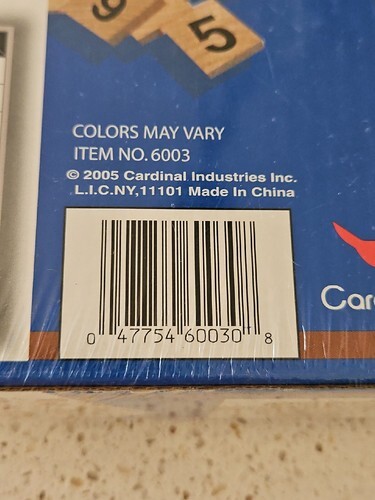 9 5
COLORS MAY VARY
ITEM NO. 6003
© 2005 Cardinal Industries Inc.
L.I.C.NY,11101 Made In China
0 47754 60030 8